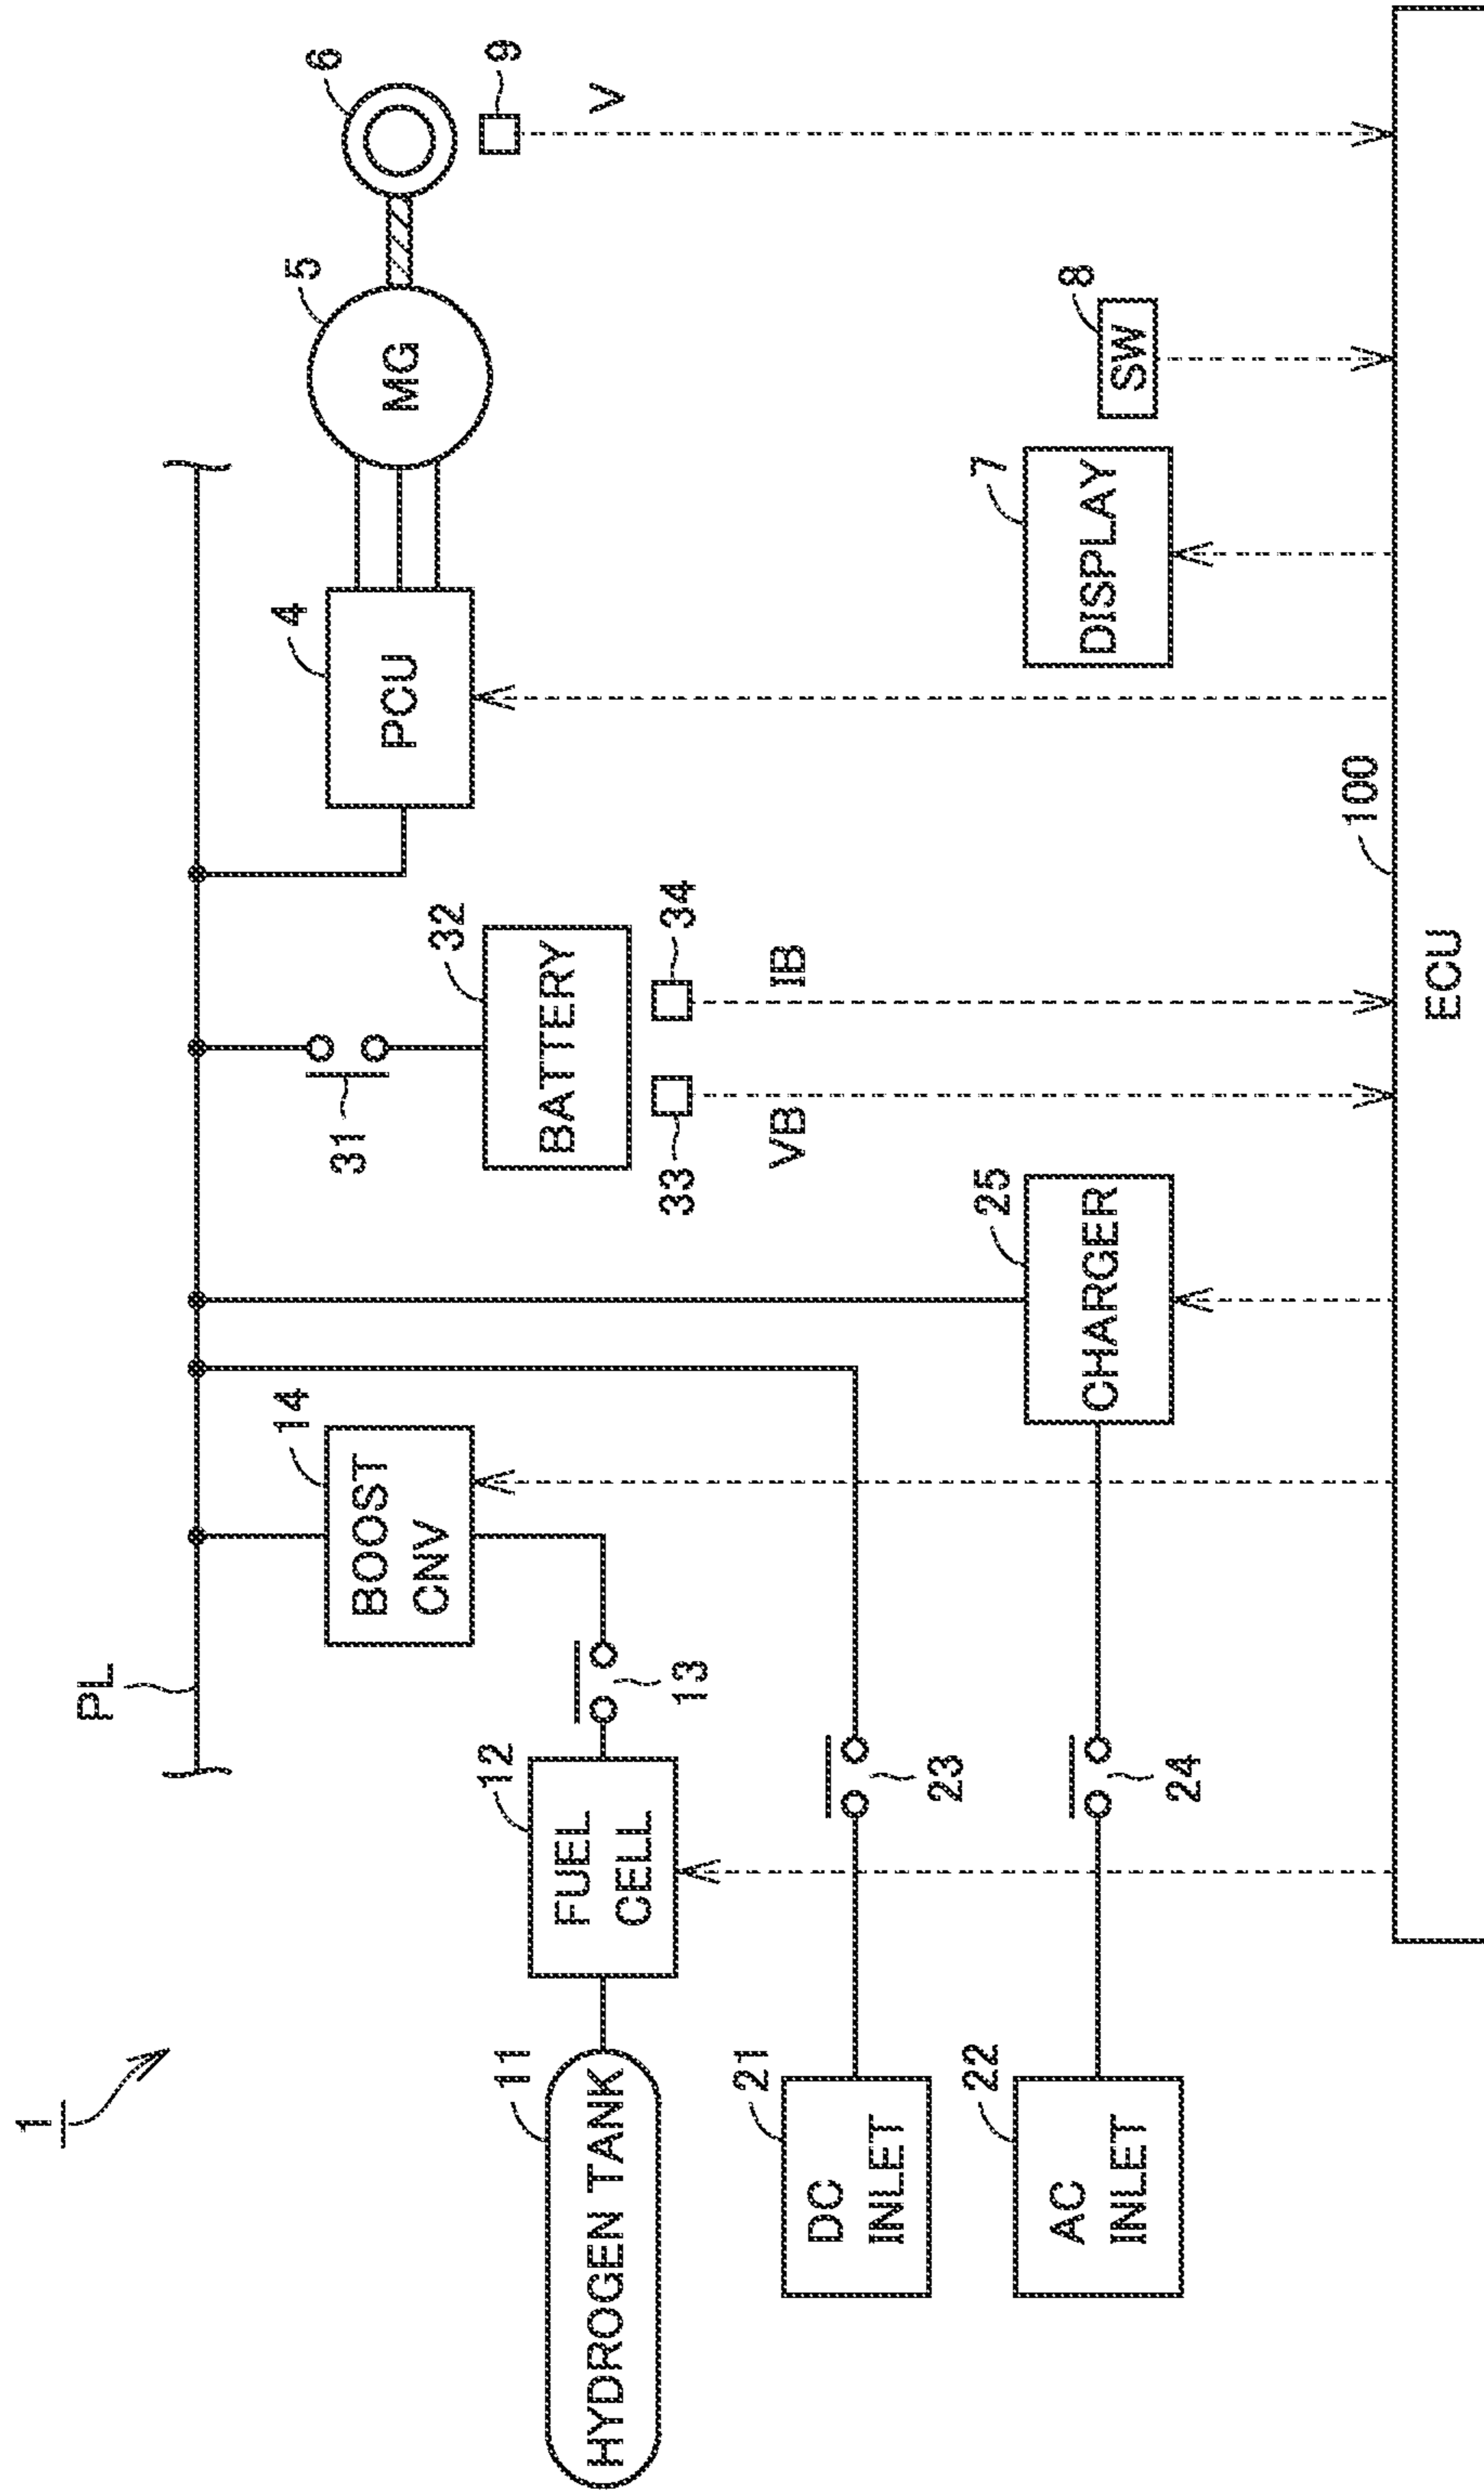 1
PL
HYDROGEN TANK
11
FUEL
CELL
12
13
BOOST
CNV
14
DC
INLET
21
23
AC
INLET
22
24
CHARGER
25
31
BATTERY
32
33
VB
34
IB
PCU
4
MG
5
6
9
V
DISPLAY
7
SW
8
100
ECU